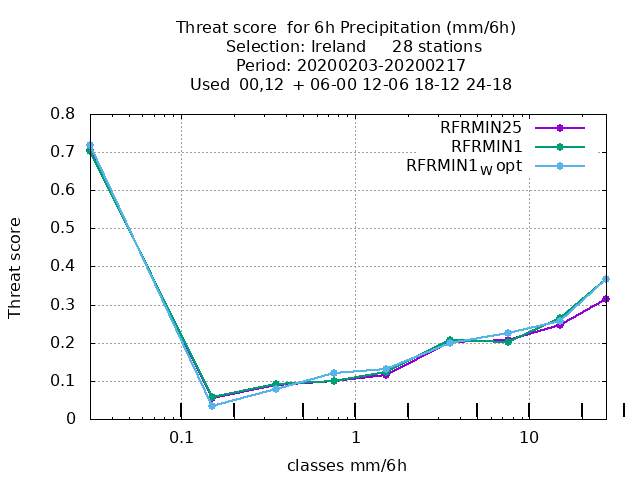 Threat score  for 6h Precipitation (mm/6h)
Selection: Ireland     28 stations
Period: 20200203-20200217
Used  00,12  + 06-00 12-06 18-12 24-18
RFRMIN25
RFRMIN1
RFRMIN1W opt
0.8
0.7
0.6
0.5
0.4
0.3
0.2
0.1
0
Threat score
0.1 1 10
classes mm/6h